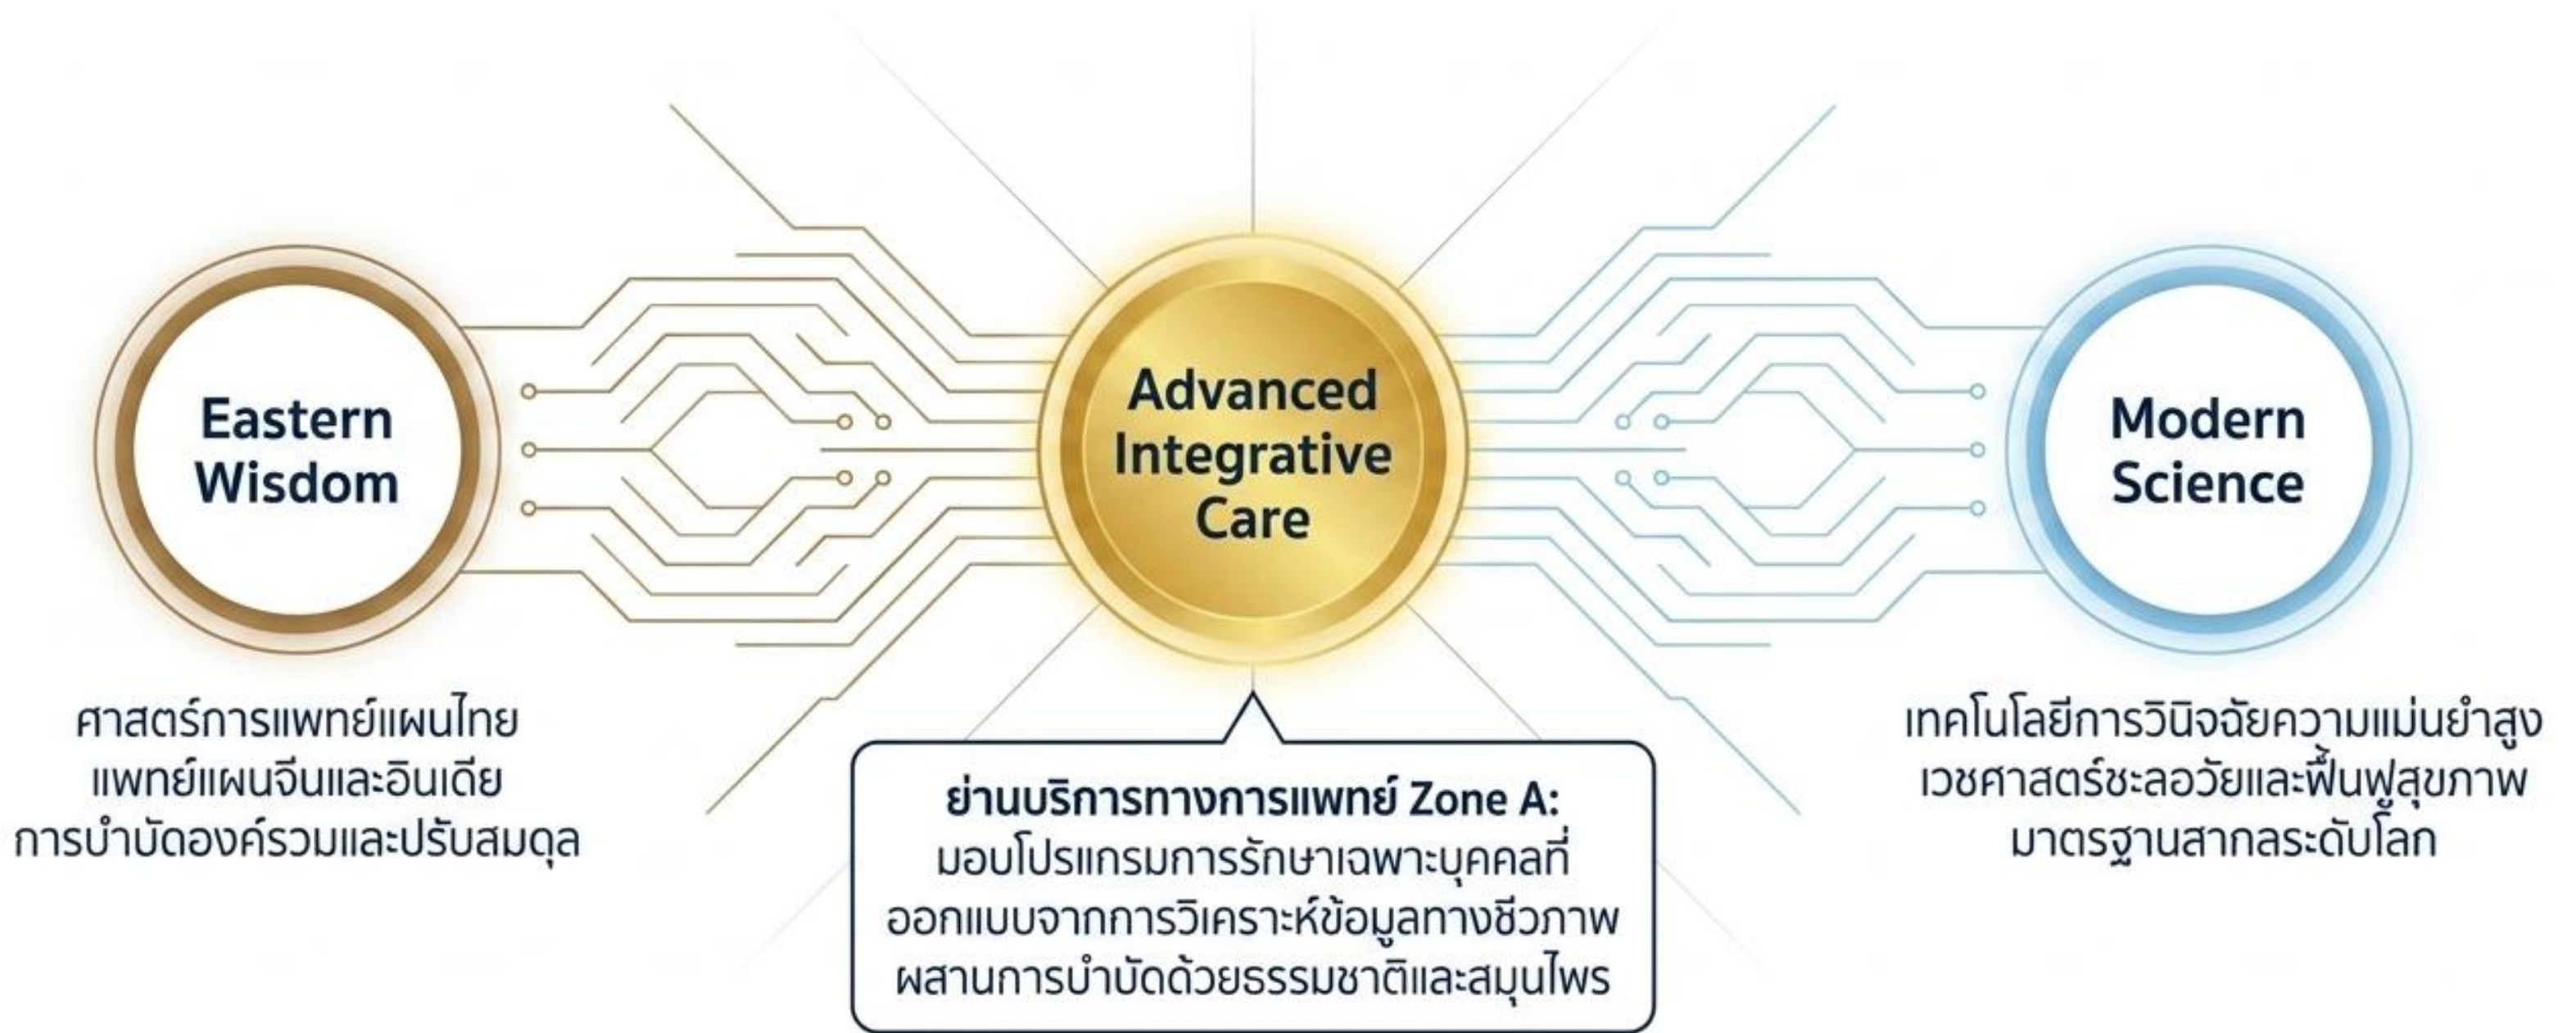 Eastern
Wisdom
ศาสตร์การแพทย์แผนไทย
แพทย์แผนจีนและอินเดีย
การบำบัดองค์รวมและปรับสมดุล
Advanced
Integrative
Care
ย่านบริการทางการแพทย์ Zone A:
มอบโปรแกรมการรักษาเฉพาะบุคคลที่
ออกแบบจากการวิเคราะห์ข้อมูลทางชีวภาพ
ผสานการบำบัดด้วยธรรมชาติและสมุนไพร
Modern
Science
เทคโนโลยีการวินิจฉัยความแม่นยำสูง
เวชศาสตร์ชะลอวัยและฟื้นฟูสุขภาพ
มาตรฐานสากลระดับโลก